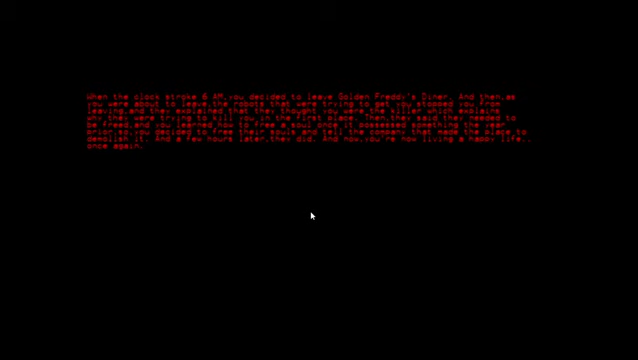 When the clock stroke 6 AM,you decided to leave Golden Freddy's Diner. And then,as
you were about to leave,the robots that were trying to get you stopped you from
leaving,and they explained that they thought you were the killer which explains
why they were trying to kill you the first day. Then they said they needed to
be freed,and you learned how to free a soul once it possessed something the year
prior,so you decided to free their souls and tell the company that made the place to
demolish it. And a few hours later,they did. And now,you're now living a happy life..
once again.